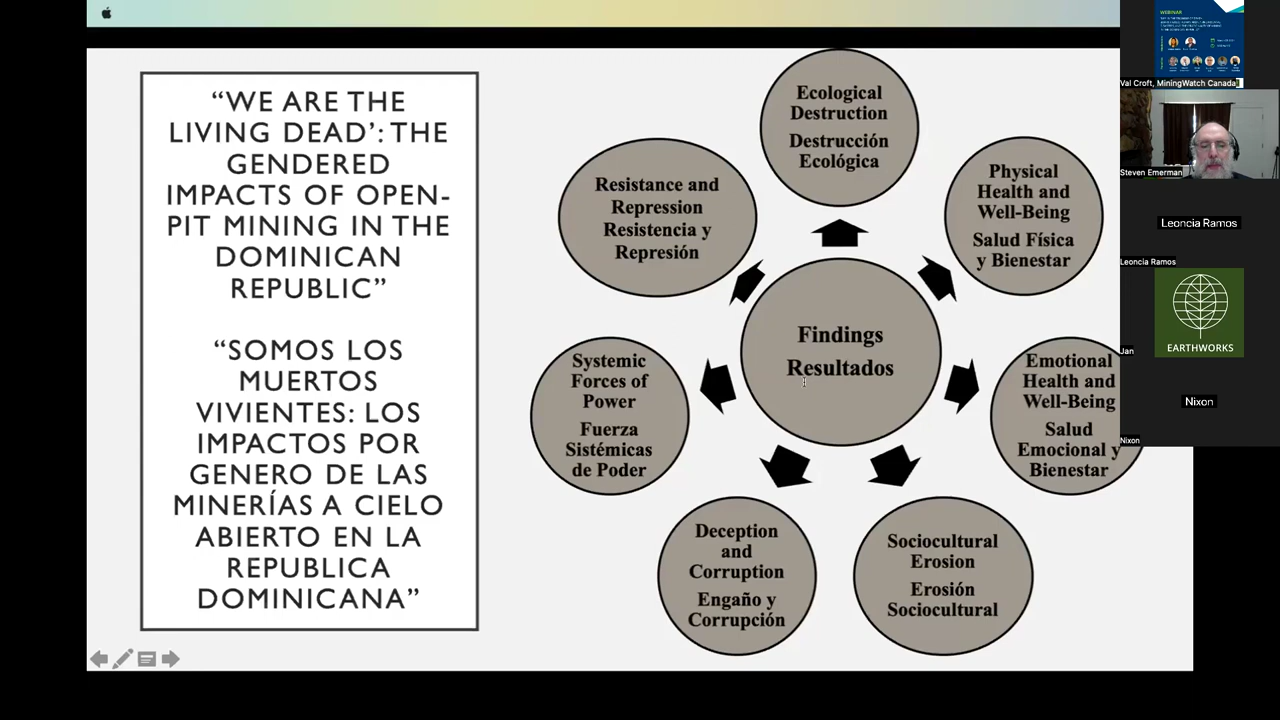 “WE ARE THE
LIVING DEAD’: THE
GENDERED
IMPACTS OF OPEN-
PIT MINING IN THE
DOMINICAN
REPUBLIC”
“SOMOS LOS
MUERTOS
VIVIENTES: LOS
IMPACTOS POR
GENERO DE LAS
MINERÍAS A CIELO
ABIERTO EN LA
REPUBLICA
DOMINICANA”
Findings
Resultados
Ecological
Destruction
Destrucción
Ecológica
Physical
Health and
Well-Being
Salud Física
y Bienestar
Emotional
Health and
Well-Being
Salud
Emocional y
Bienestar
Sociocultural
Erosion
Erosión
Sociocultural
Deception
and
Corruption
Engaño y
Corrupción
Systemic
Forces of
Power
Fuerza
Sistémicas
de Poder
Resistance and
Repression
Resistencia y
Represión
WEBINAR
Val Croft, MiningWatch Canada
Steven Emerman
Leoncia Ramos
Leoncia Ramos
EARTHWORKS
Jan
Nixon
Nixon